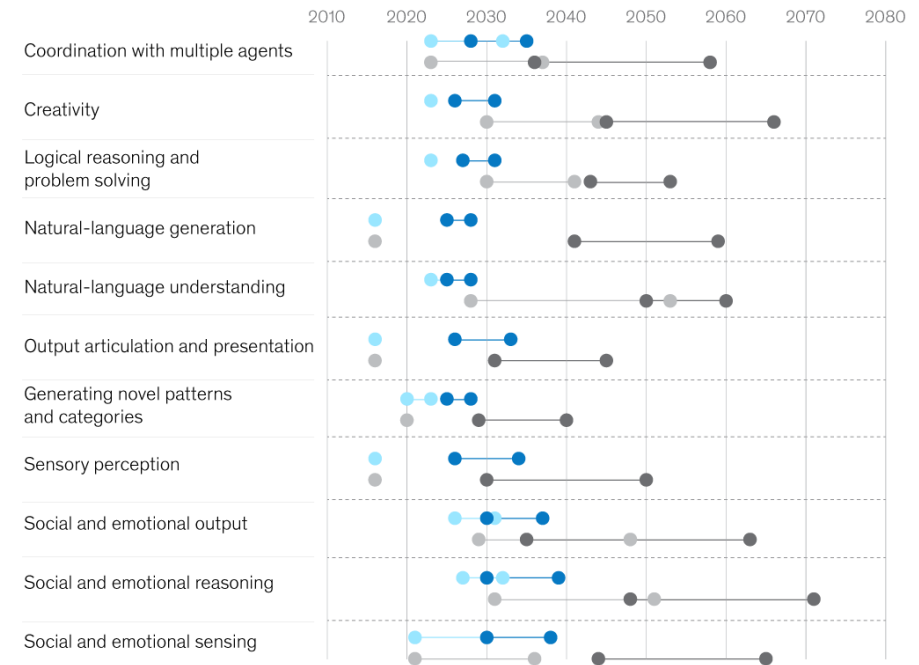 2010 2020 2030 2040 2050 2060 2070 2080
Coordination with multiple agents
Creativity
Logical reasoning and
problem solving
Natural-language generation
Natural-language understanding
Output articulation and presentation
Generating novel patterns
and categories
Sensory perception
Social and emotional output
Social and emotional reasoning
Social and emotional sensing